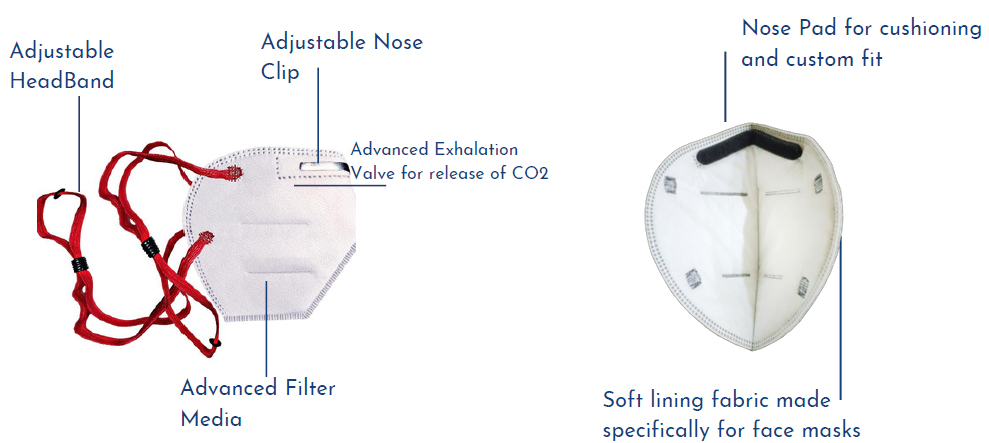 Adjustable
HeadBand
Adjustable Nose
Clip
Advanced Exhalation
Valve for release of CO2
Advanced Filter
Media
Nose Pad for cushioning
and custom fit
Soft lining fabric made
specifically for face masks